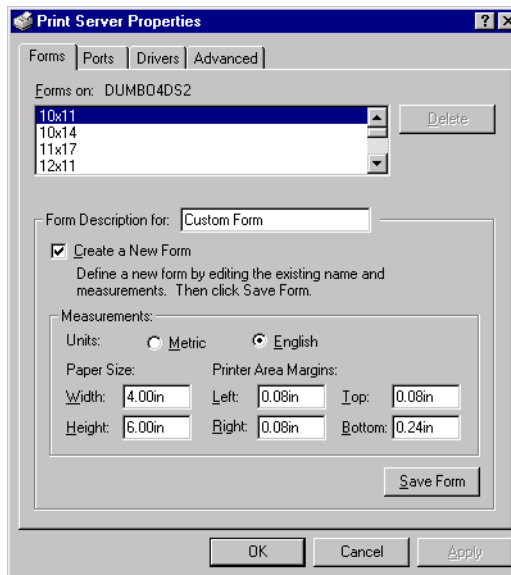 Print Server Properties
Forms Ports Drivers Advanced
Forms on: DUMBO4DS2
10x11
10x14
11x17
12x11
Delete
Form Description for: Custom Form
Create a New Form
Define a new form by editing the existing name and
measurements. Then click Save Form.
Measurements:
Units: Metric English
Paper Size: Printer Area Margins:
Width: 4.00in Left: 0.08in Top: 0.08in
Height: 6.00in Right: 0.08in Bottom: 0.24in
Save Form
OK Cancel Apply